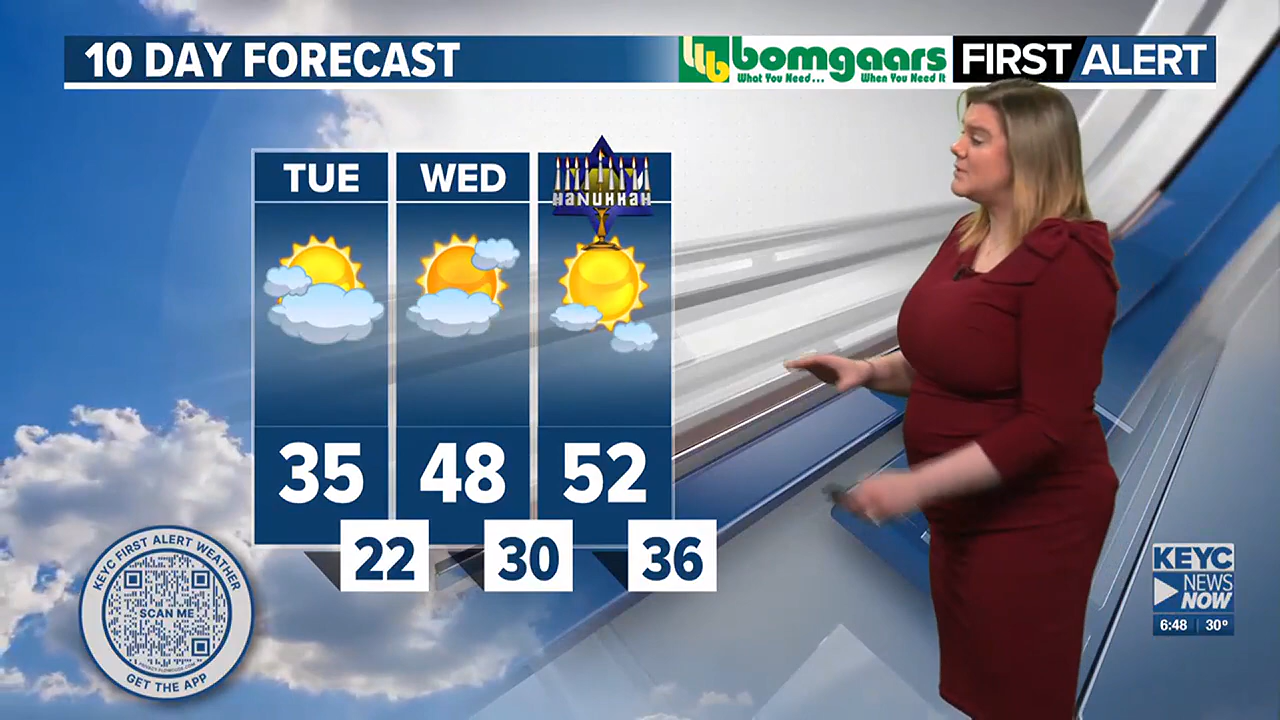 10 DAY FORECAST
bomgaars
What You Need... When You Need It
FIRST ALERT
TUE
WED
HANUKKAH
35
48
52
22
30
36
KEYC FIRST ALERT WEATHER
SCAN ME
GET THE APP
KEYC
NEWS
NOW
6:48 30°